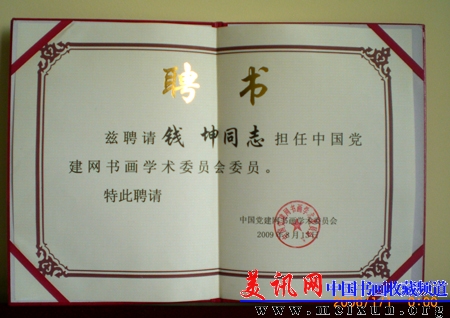 聘 书
兹聘请钱 坤同志担任中国党
建网书画学术委员会委员。
特此聘请
中国党建网书画学术委员会
2009年8月15日
美讯网 中国书画收藏频道
www.meixth.cn